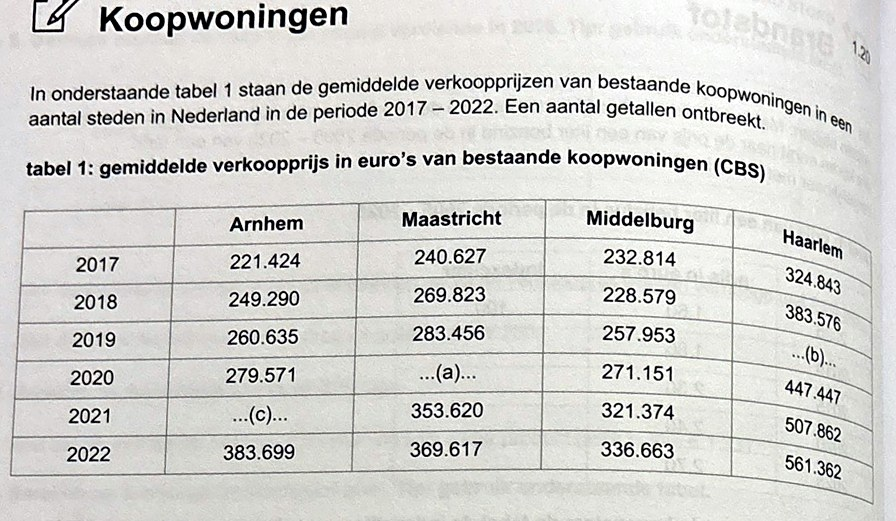 Koopwoningen
1.20
In onderstaande tabel 1 staan de gemiddelde verkoopprijzen van bestaande koopwoningen in een
aantal steden in Nederland in de periode 2017 – 2022. Een aantal getallen ontbreekt.
tabel 1: gemiddelde verkoopprijs in euro's van bestaande koopwoningen (CBS)
Arnhem Maastricht Middelburg Haarlem
2017 221.424 240.627 232.814 324.843
2018 249.290 269.823 228.579 383.576
2019 260.635 283.456 257.953 ...(b)...
2020 279.571 ...(a)... 271.151 447.447
2021 ...(c)... 353.620 321.374 507.862
2022 383.699 369.617 336.663 561.362